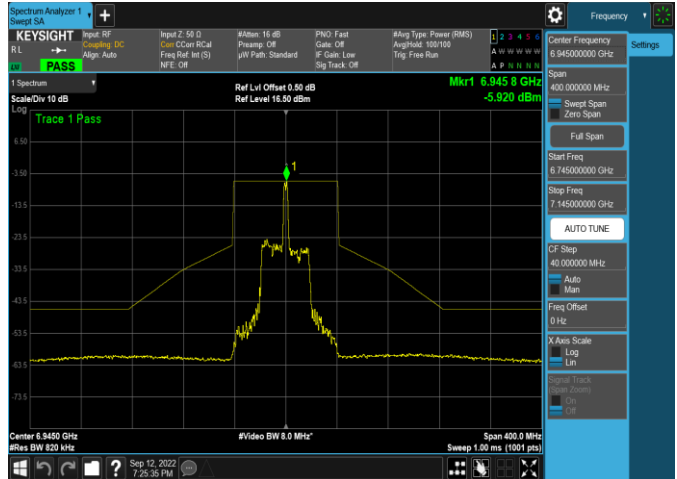 Spectrum Analyzer 1
Swept SA
Frequency
KEYSIGHT
RL
PASS
Input: RF
Coupling: DC
Align: Auto
Input Z: 50 Ω
Corr CCorr RCal
Freq Ref: Int (S)
NFE: Off
#Atten: 16 dB
Preamp: Off
µW Path: Standard
PNO: Fast
Gate: Off
IF Gain: Low
Sig Track: Off
#Avg Type: Power (RMS)
Avg|Hold: 100/100
Trig: Free Run
1 2 3 4 5 6
A W W W W W
A P N N N N
1 Spectrum
Scale/Div 10 dB
Log
Ref Lvl Offset 0.50 dB
Ref Level 16.50 dBm
Mkr1 6.945 8 GHz
-5.920 dBm
Trace 1 Pass
1
6.50
-3.50
-13.5
-23.5
-33.5
-43.5
-53.5
-63.5
-73.5
Center 6.9450 GHz
#Res BW 820 kHz
#Video BW 8.0 MHz*
Span 400.0 MHz
Sweep 1.00 ms (1001 pts)
Sep 12, 2022
7:25:35 PM
Center Frequency
6.945000000 GHz
Settings
Span
400.000000 MHz
Swept Span
Zero Span
Full Span
Start Freq
6.745000000 GHz
Stop Freq
7.145000000 GHz
AUTO TUNE
CF Step
40.000000 MHz
Auto
Man
Freq Offset
0 Hz
X Axis Scale
Log
Lin
Signal Track
(Span Zoom)
On
Off